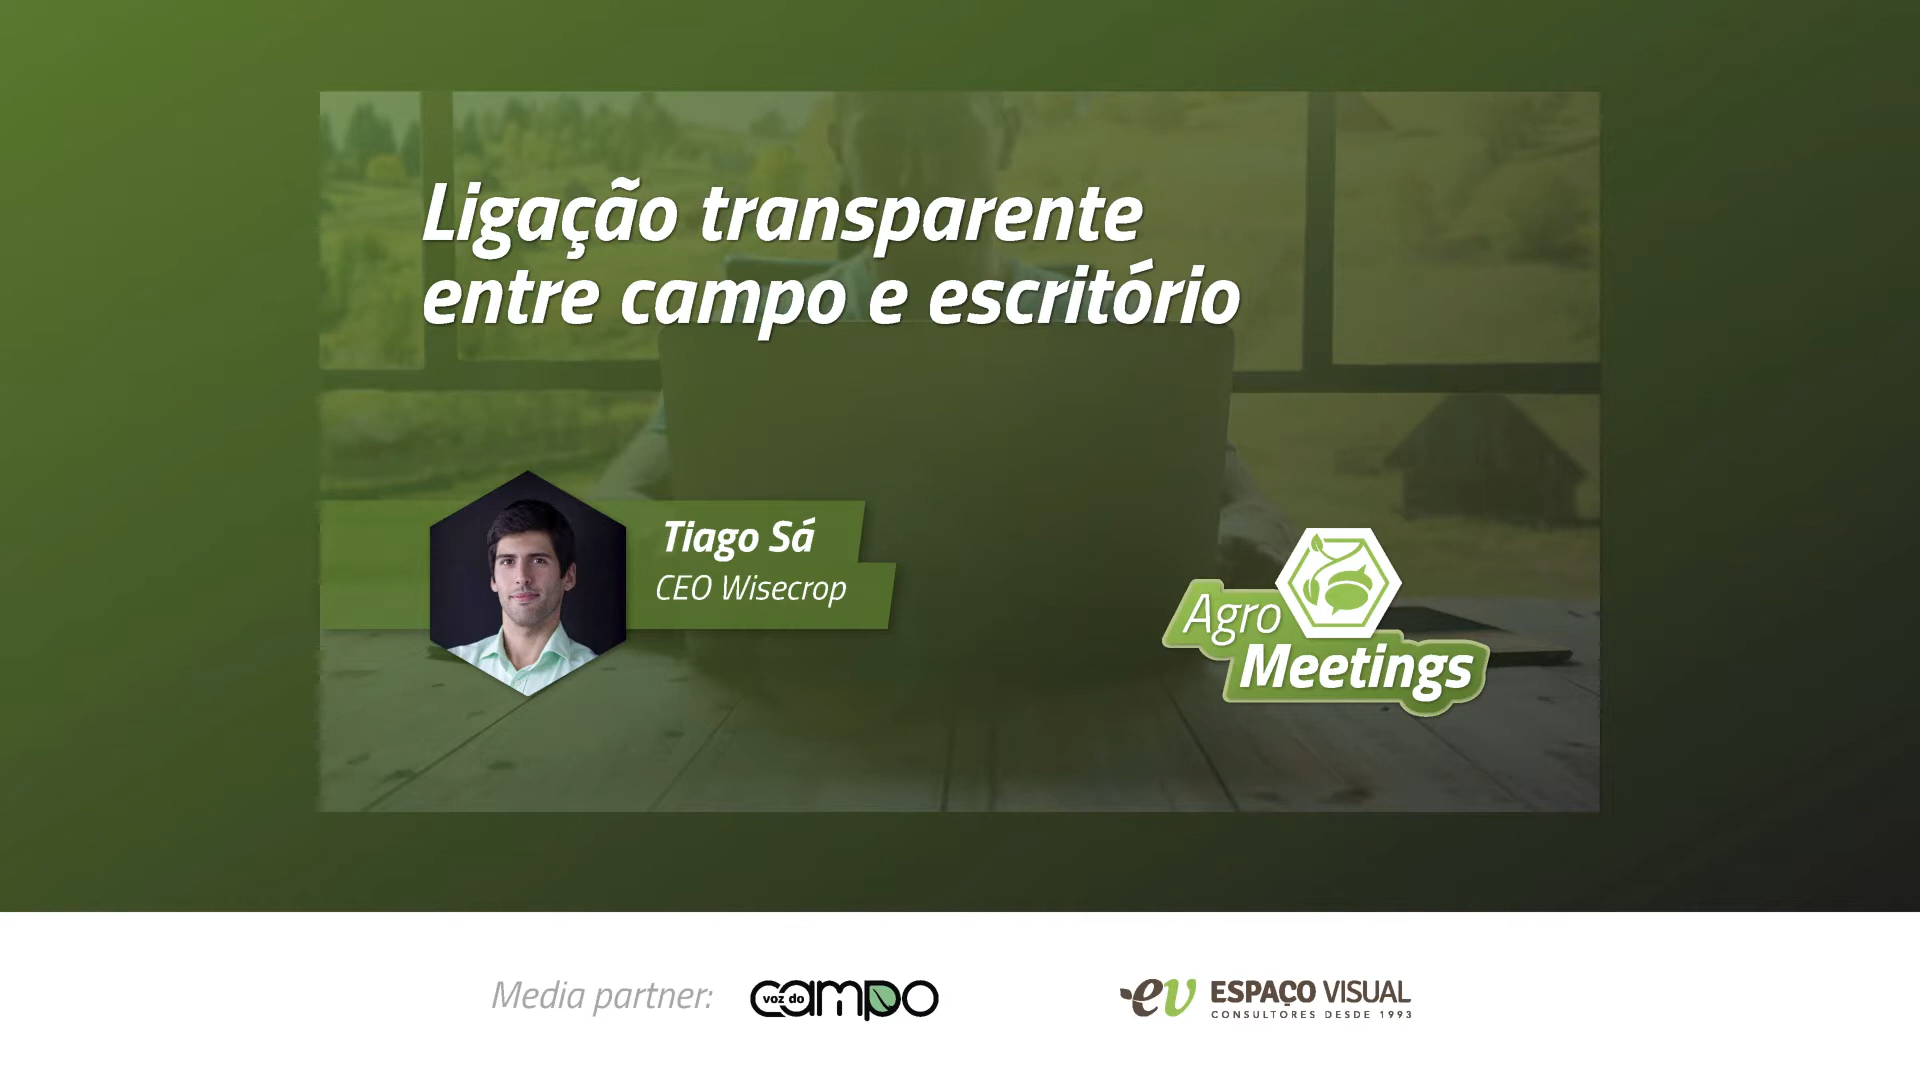 Ligação transparente
entre campo e escritório
Tiago Sá
CEO Wisecrop
Agro
Meetings
Media partner:
voz do
campo
ev
ESPAÇO VISUAL
CONSULTORES DESDE 1993